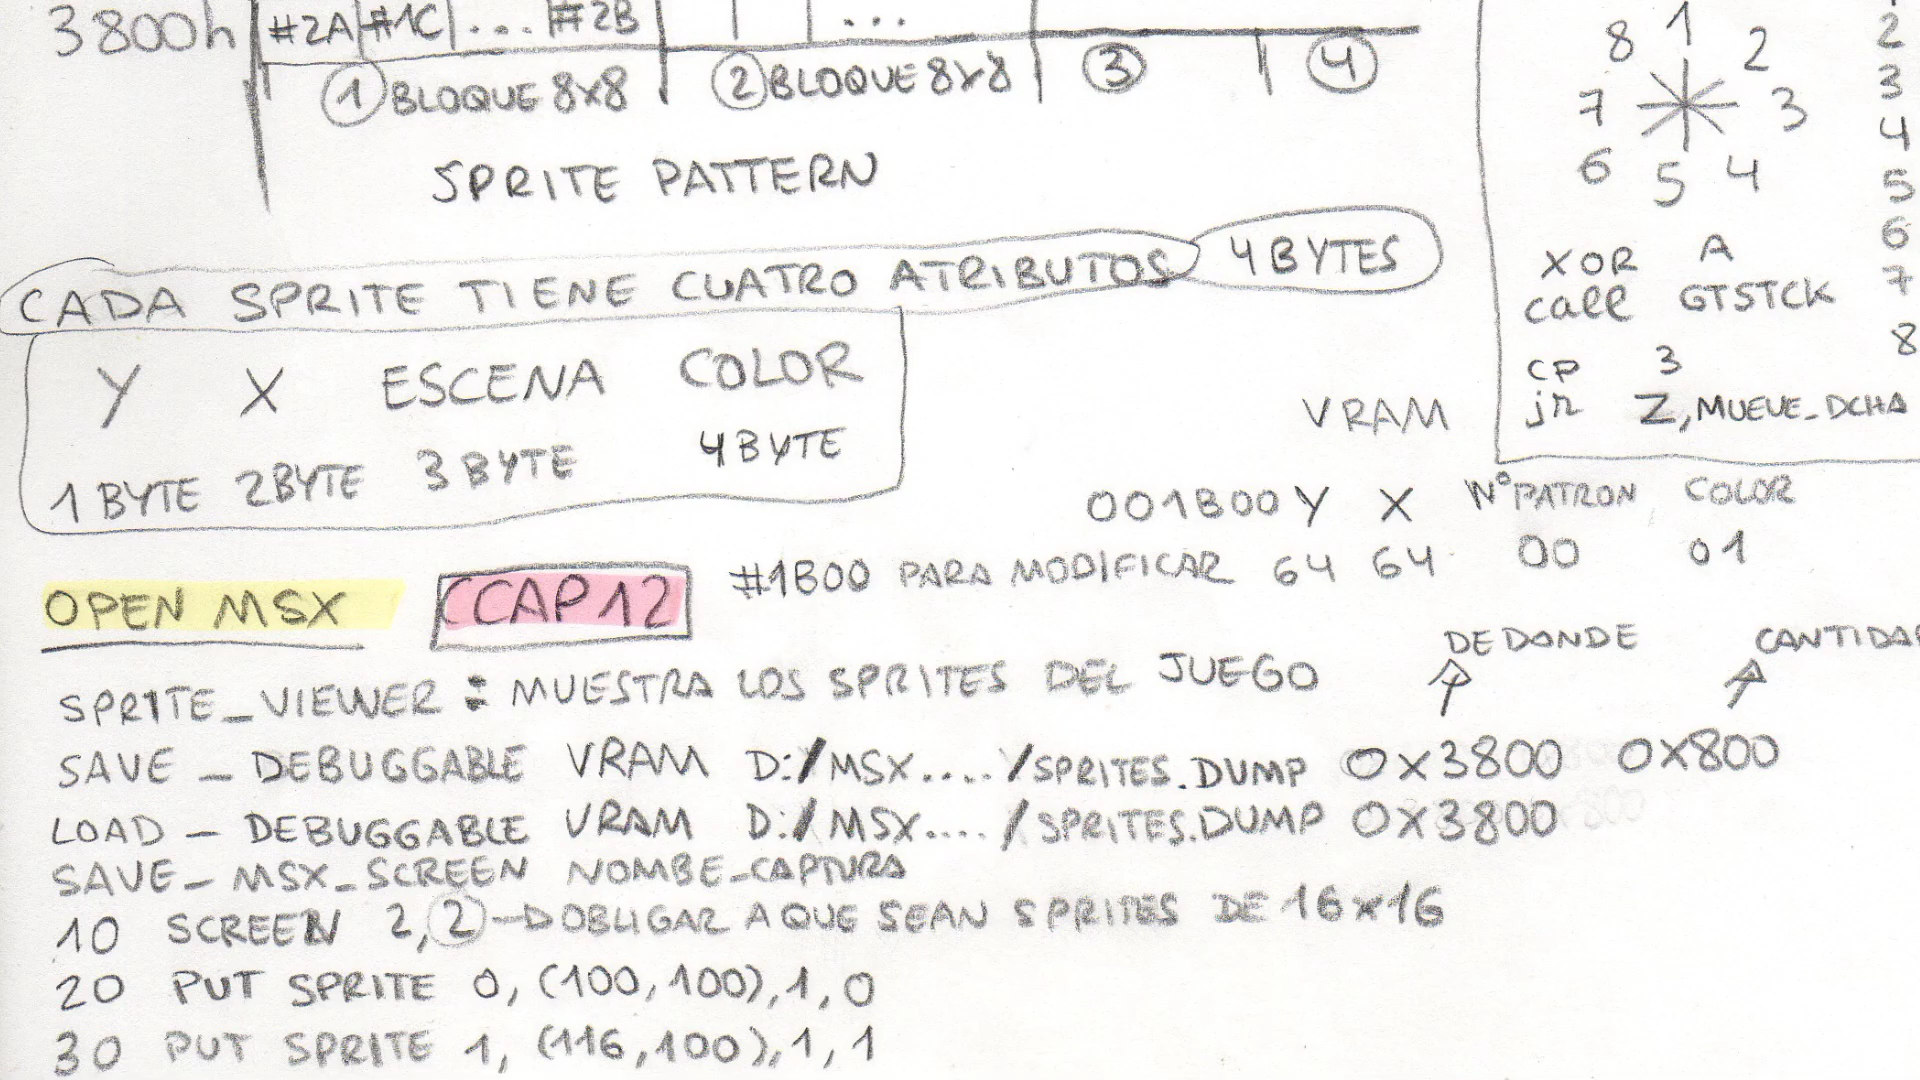 3800h #2A #1C ... #2B ...
1 BLOQUE 8x8 2 BLOQUE 8x8 3 4
SPRITE PATTERN
CADA SPRITE TIENE CUATRO ATRIBUTOS 4 BYTES
Y X ESCENA COLOR
1 BYTE 2 BYTE 3 BYTE 4 BYTE
8 1 2
7 3
6 5 4
2
3
4
5
6
7
8
XOR A
call GTSTCK
CP 3
jr Z, MUEVE_DCHA
VRAM
001B00 Y X Nº PATRON COLOR
#1B00 PARA MODIFICAR 64 64 00 01
OPEN MSX CCAP12
DE DONDE CANTIDAD
SPRITE_VIEWER : MUESTRA LOS SPRITES DEL JUEGO
SAVE_DEBUGGABLE VRAM D:/MSX..../SPRITES.DUMP 0x3800 0x800
LOAD_DEBUGGABLE VRAM D:/MSX..../SPRITES.DUMP 0x3800
SAVE_MSX_SCREEN NOMBE_CAPTURA
10 SCREEN 2, 2 OBLIGAR A QUE SEAN SPRITES DE 16x16
20 PUT SPRITE 0, (100,100),1,0
30 PUT SPRITE 1, (116,100),1,1